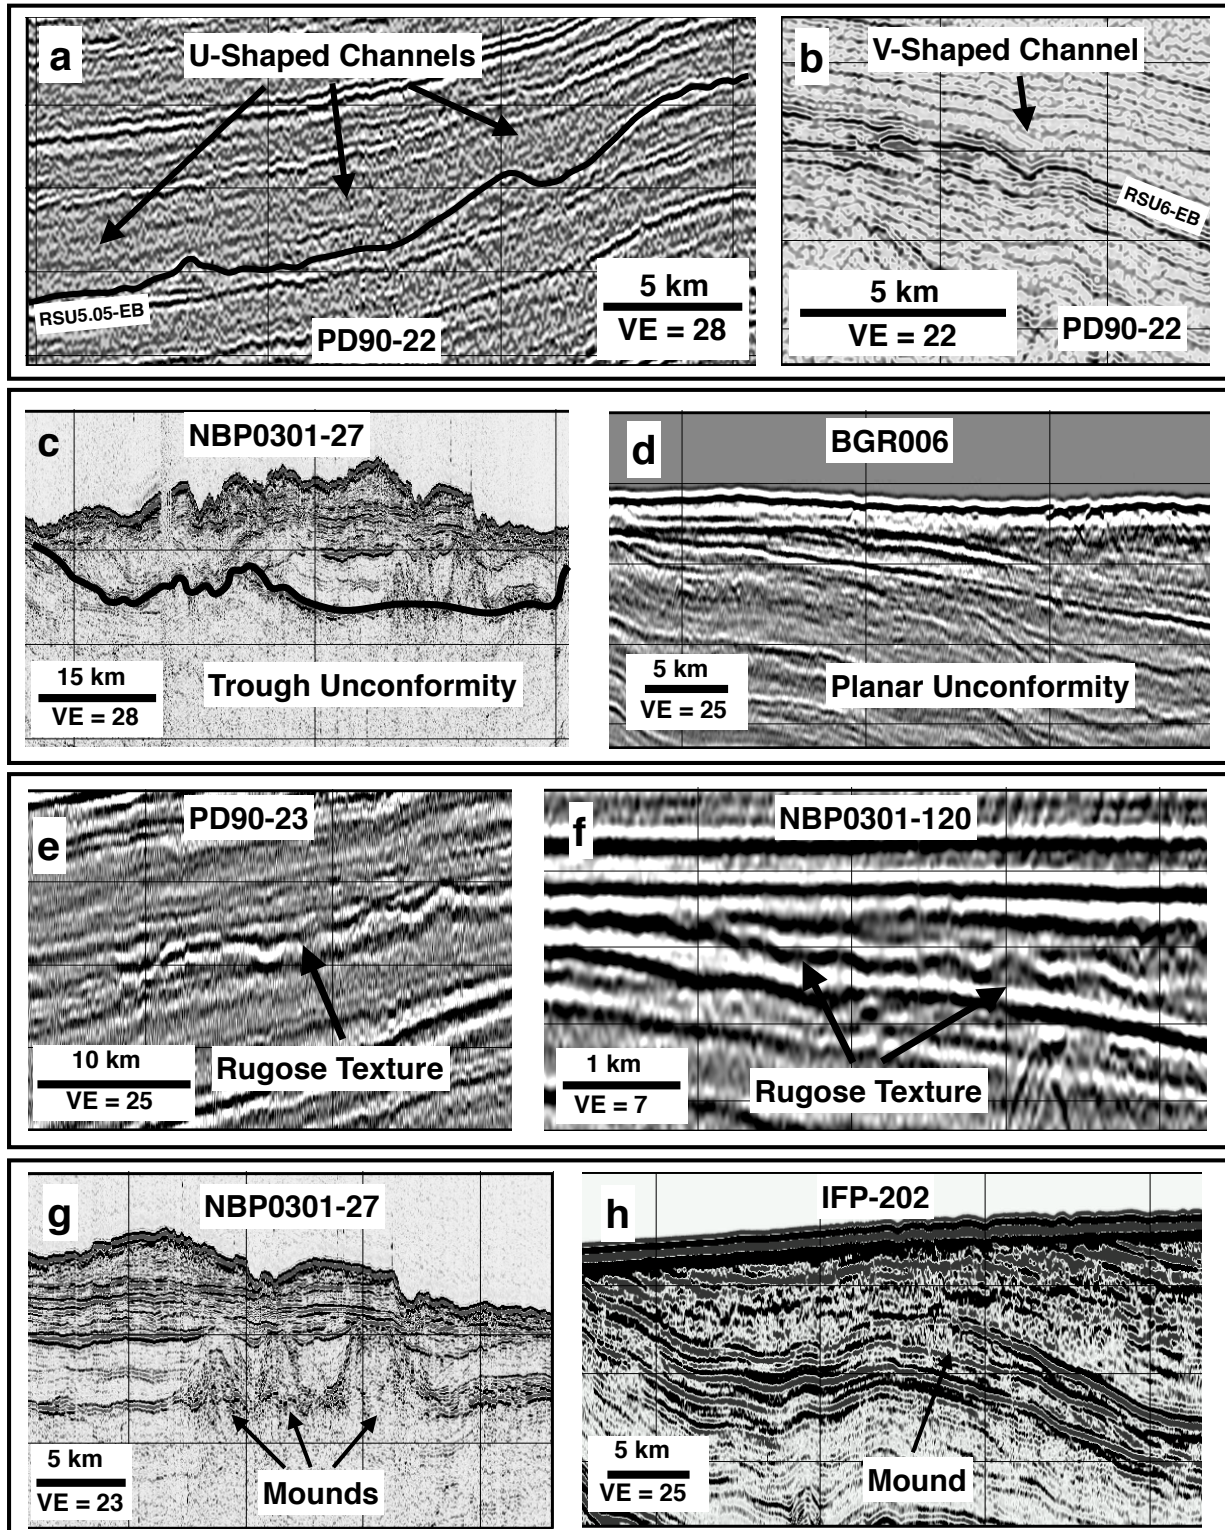 a
U-Shaped Channels
RSU5.05-EB
PD90-22
5 km
VE = 28
b
V-Shaped Channel
RSU6-EB
5 km
VE = 22
PD90-22
c
NBP0301-27
15 km
VE = 28
Trough Unconformity
d
BGR006
5 km
VE = 25
Planar Unconformity
e
PD90-23
10 km
VE = 25
Rugose Texture
f
NBP0301-120
1 km
VE = 7
Rugose Texture
g
NBP0301-27
5 km
VE = 23
Mounds
h
IFP-202
5 km
VE = 25
Mound